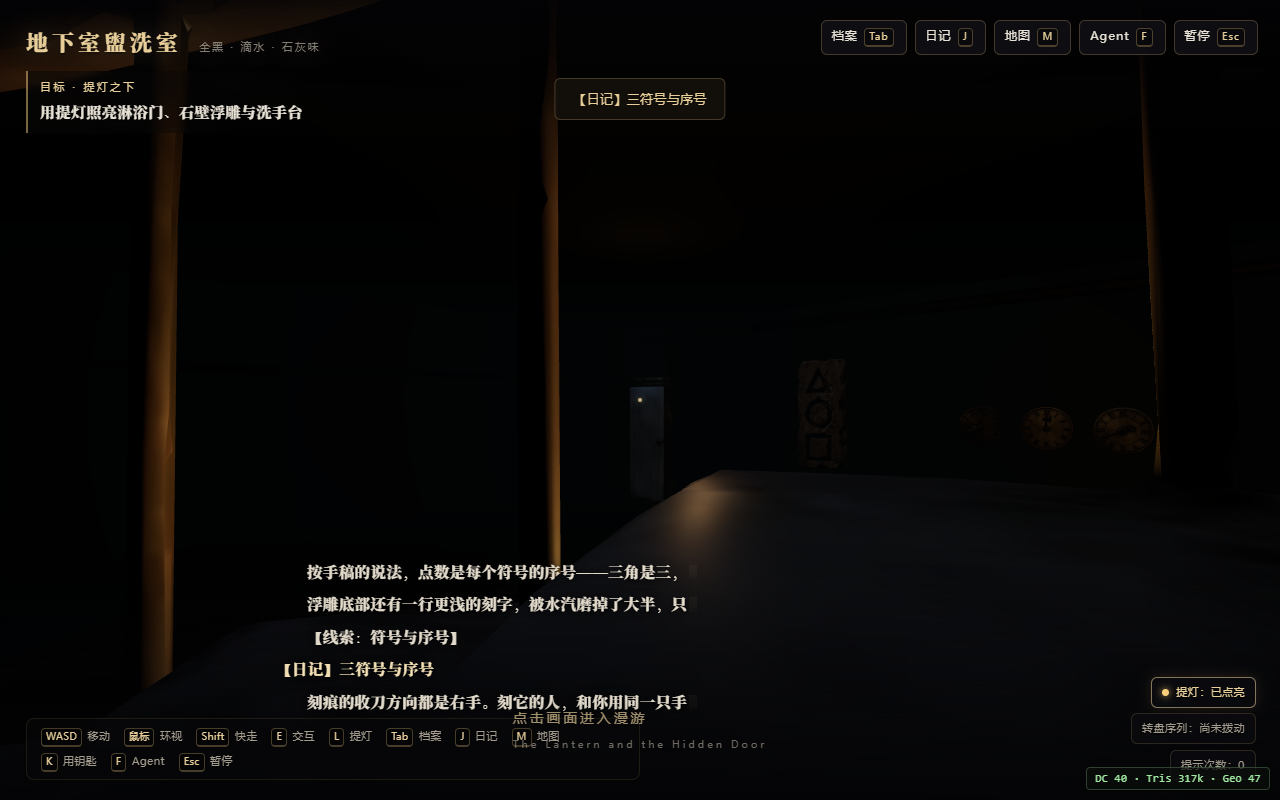 地下室盥洗室 全黑 · 滴水 · 石灰味
档案 Tab 日记 J 地图 M Agent F 暂停 Esc
目标 · 提灯之下
用提灯照亮淋浴门、石壁浮雕与洗手台
【日记】三符号与序号
按手稿的说法，点数是每个符号的序号——三角是三，
浮雕底部还有一行更浅的刻字，被水汽磨掉了大半，只
【线索：符号与序号】
【日记】三符号与序号
刻痕的收刀方向都是右手。刻它的人，和你用同一只手
点击画面进入漫游
The Lantern and the Hidden Door
WASD 移动 鼠标 环视 Shift 快走 E 交互 L 提灯 Tab 档案 J 日记 M 地图
K 用钥匙 F Agent Esc 暂停
提灯：已点亮
转盘序列：尚未拨动
提示次数：0
DC 40 · Tris 317k · Geo 47